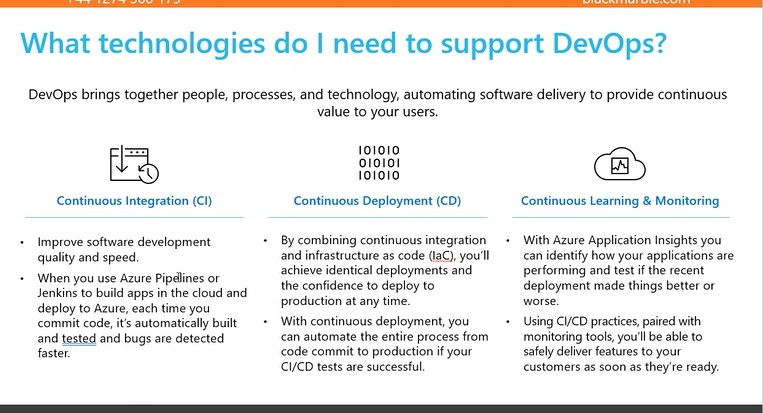 What technologies do I need to support DevOps?
DevOps brings together people, processes, and technology, automating software delivery to provide continuous
value to your users.
IOIOIO
OIOIOI
IOIOIO
Continuous Integration (CI)
Improve software development
quality and speed.
When you use Azure Pipelines or
Jenkins to build apps in the cloud and
deploy to Azure, each time you
commit code, it's automatically built
and tested and bugs are detected
faster.
Continuous Deployment (CD)
By combining continuous integration
and infrastructure as code (IaC), you'll
achieve identical deployments and
the confidence to deploy to
production at any time.
With continuous deployment, you
can automate the entire process from
code commit to production if your
CI/CD tests are successful.
Continuous Learning & Monitoring
With Azure Application Insights you
can identify how your applications are
performing and test if the recent
deployment made things better or
worse.
Using CI/CD practices, paired with
monitoring tools, you'll be able to
safely deliver features to your
customers as soon as they're ready.